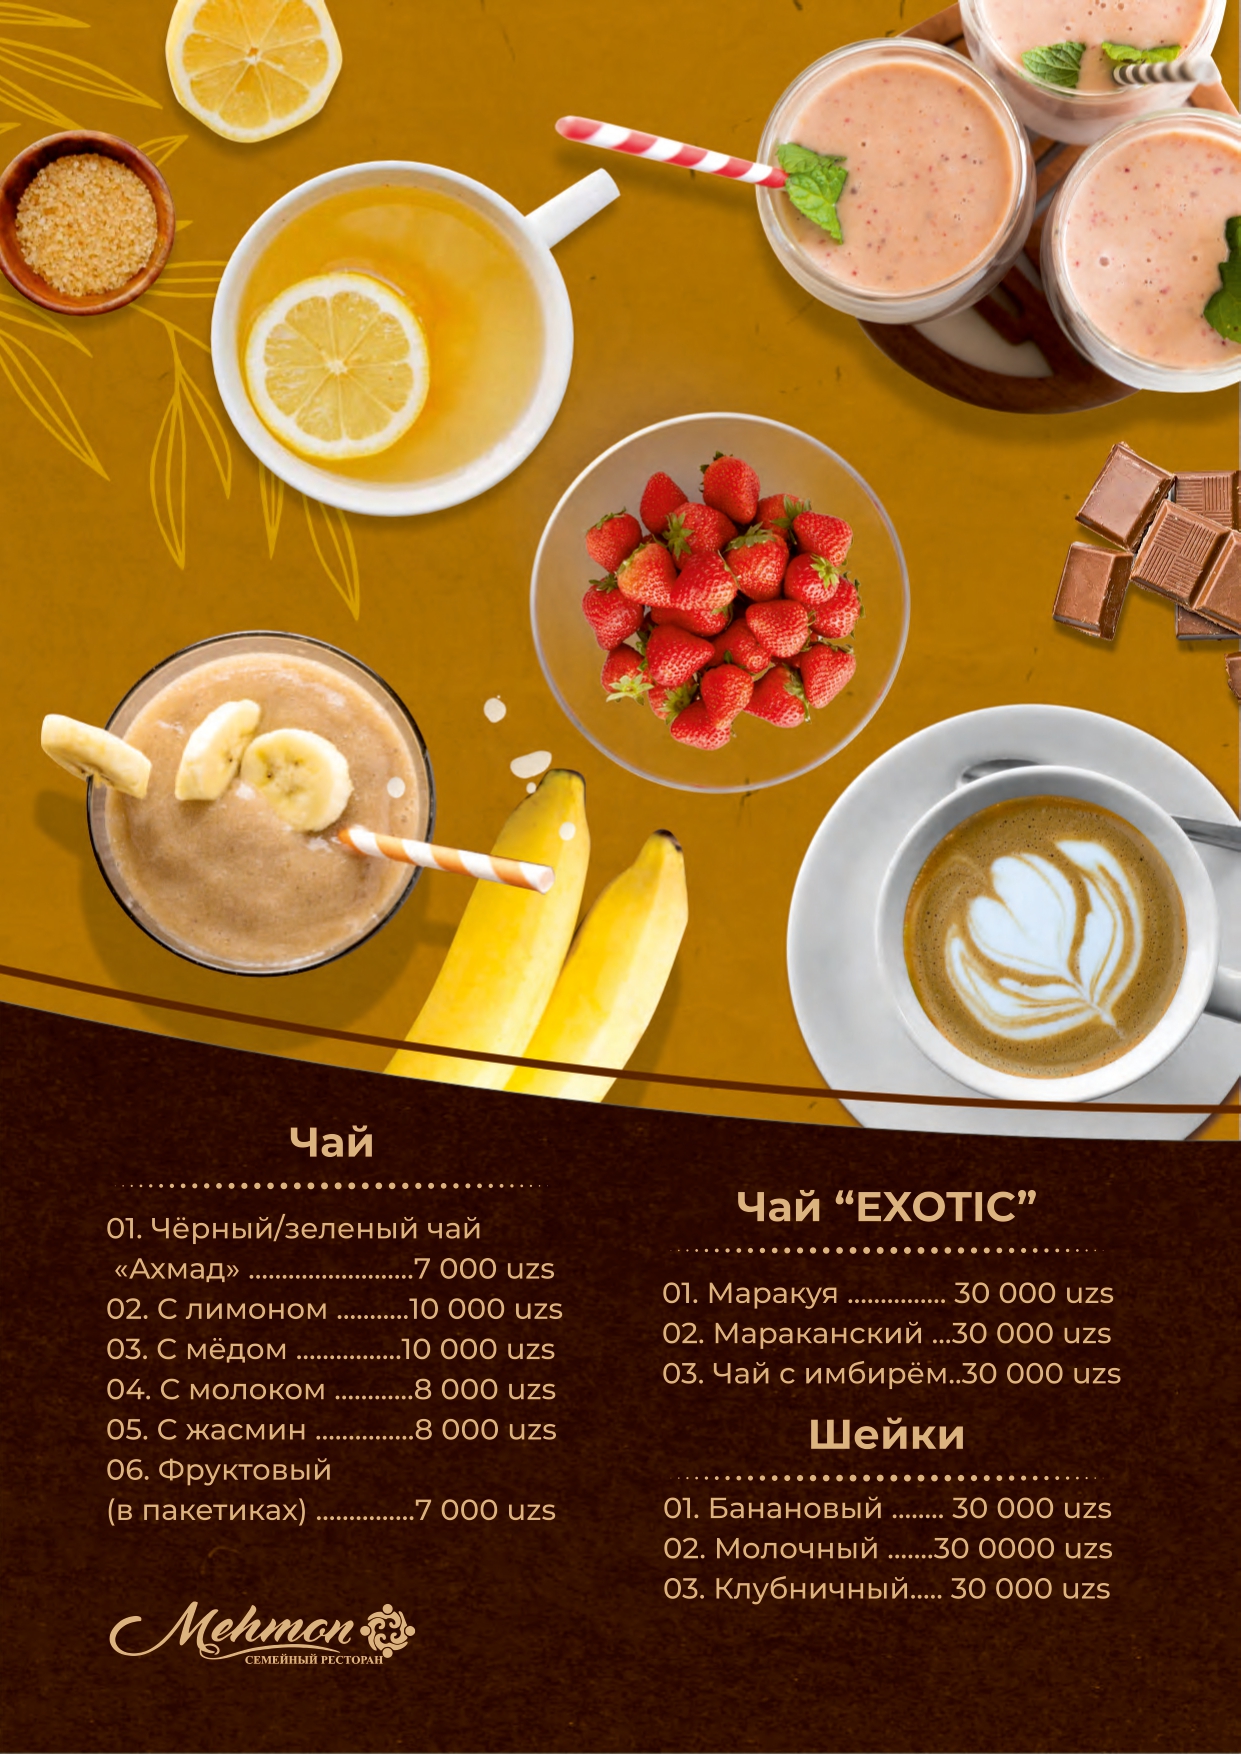 Чай
01. Чёрный/зеленый чай
«Ахмад» .........................7 000 uzs
02. С лимоном ...........10 000 uzs
03. С мёдом ................10 000 uzs
04. С молоком ............8 000 uzs
05. С жасмин ...............8 000 uzs
06. Фруктовый
(в пакетиках) ...............7 000 uzs
Mehmon
СЕМЕЙНЫЙ РЕСТОРАН
Чай “EXOTIC”
01. Маракуя ............... 30 000 uzs
02. Мараканский ...30 000 uzs
03. Чай с имбирём..30 000 uzs
Шейки
01. Банановый ........ 30 000 uzs
02. Молочный .......30 0000 uzs
03. Клубничный..... 30 000 uzs